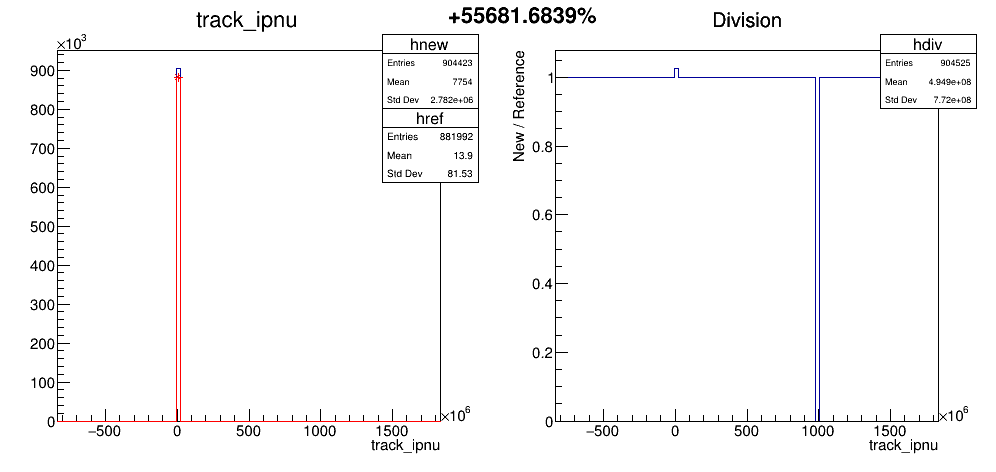 +55681.6839%
track_ipnu
×10³
900
800
700
600
500
400
300
200
100
0
−500
0
500
1000
1500
×10⁶
track_ipnu
hnew
Entries 904423
Mean 7754
Std Dev 2.782e+06
href
Entries 881992
Mean 13.9
Std Dev 81.53
Division
New / Reference
1
0.8
0.6
0.4
0.2
0
−500
0
500
1000
1500
×10⁶
track_ipnu
hdiv
Entries 904525
Mean 4.949e+08
Std Dev 7.72e+08